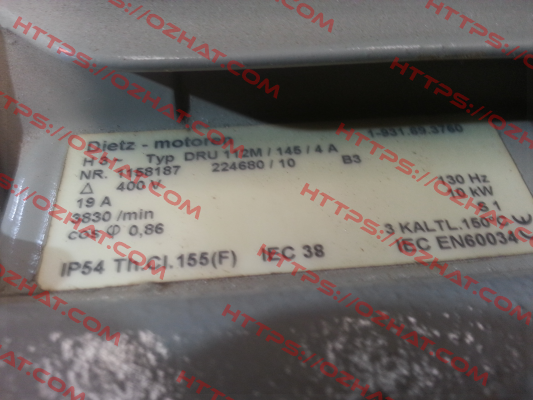 Dietz - motoren 1-931.69.3760
H S Typ DRU 112M / 145 / 4 A
NR. 1158187 224680 / 10 B3
Δ 400 V 130 Hz
19 A 10 kW
3830 /min S 1
cos φ 0,86 3 KALTL.150°C
IP54 Th.Cl.155(F) IEC 38 IEC EN60034
HTTPS://OZHAT.COM